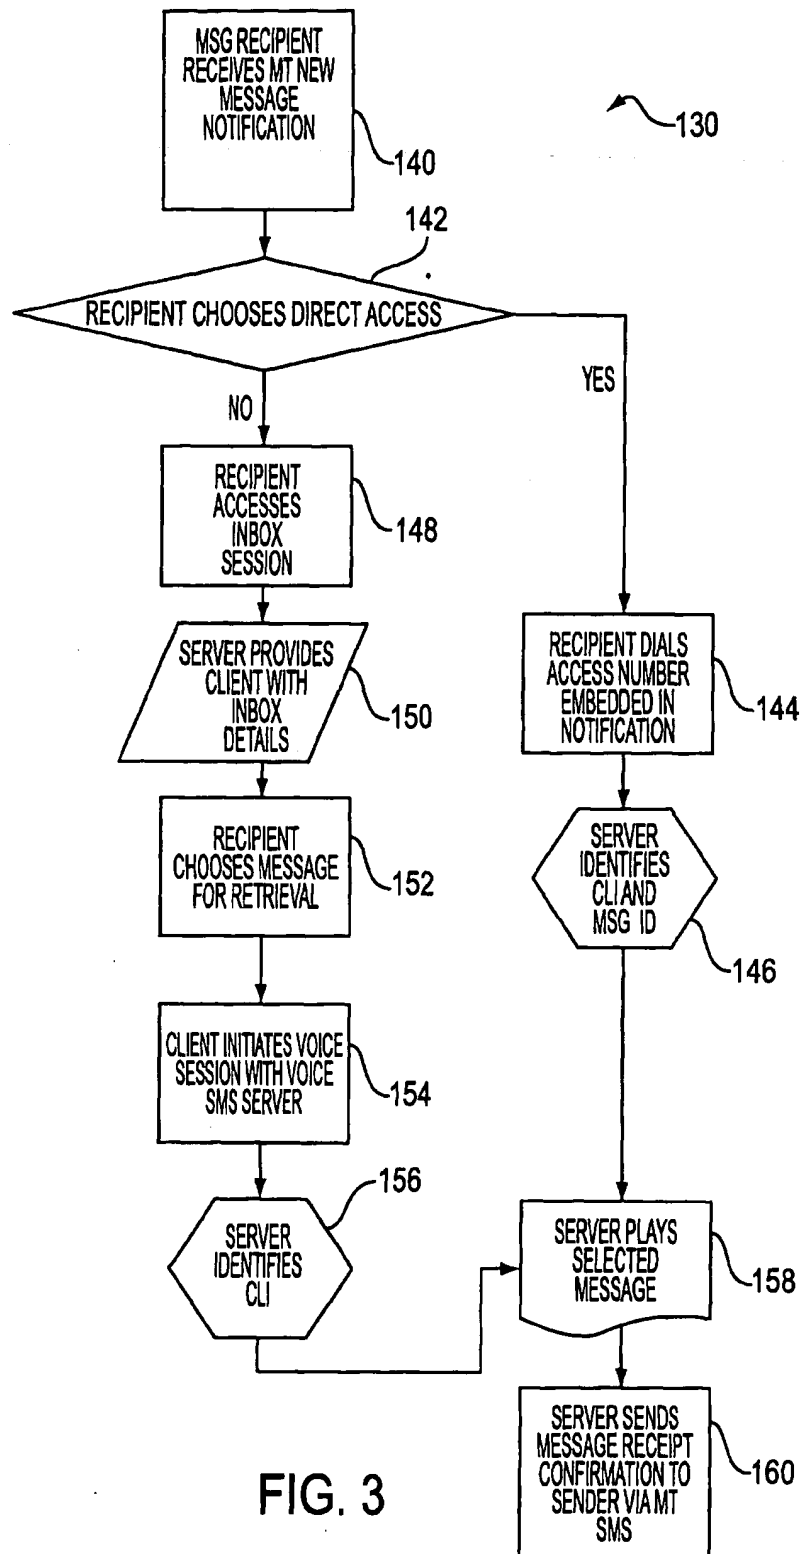 MSG RECIPIENT
RECEIVES MT NEW
MESSAGE
NOTIFICATION
140
130
142
RECIPIENT CHOOSES DIRECT ACCESS
NO
YES
RECIPIENT
ACCESSES
INBOX
SESSION
148
SERVER PROVIDES
CLIENT WITH
INBOX
DETAILS
150
RECIPIENT DIALS
ACCESS NUMBER
EMBEDDED IN
NOTIFICATION
144
RECIPIENT
CHOOSES MESSAGE
FOR RETRIEVAL
152
SERVER
IDENTIFIES
CLI AND
MSG ID
146
CLIENT INITIATES VOICE
SESSION WITH VOICE
SMS SERVER
154
156
SERVER
IDENTIFIES
CLI
SERVER PLAYS
SELECTED
MESSAGE
158
SERVER SENDS
MESSAGE RECEIPT
CONFIRMATION TO
SENDER VIA MT
SMS
160
FIG. 3